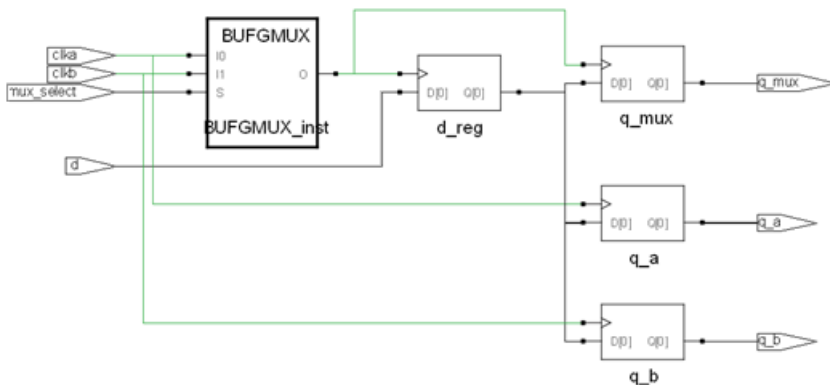 BUFGMUX
clka
I0
clkb
I1
O
mux_select
S
BUFGMUX_inst
D[0] Q[0]
d_reg
d
D[0] Q[0]
q_mux
q_mux
D[0] Q[0]
q_a
q_a
D[0] Q[0]
q_b
q_b